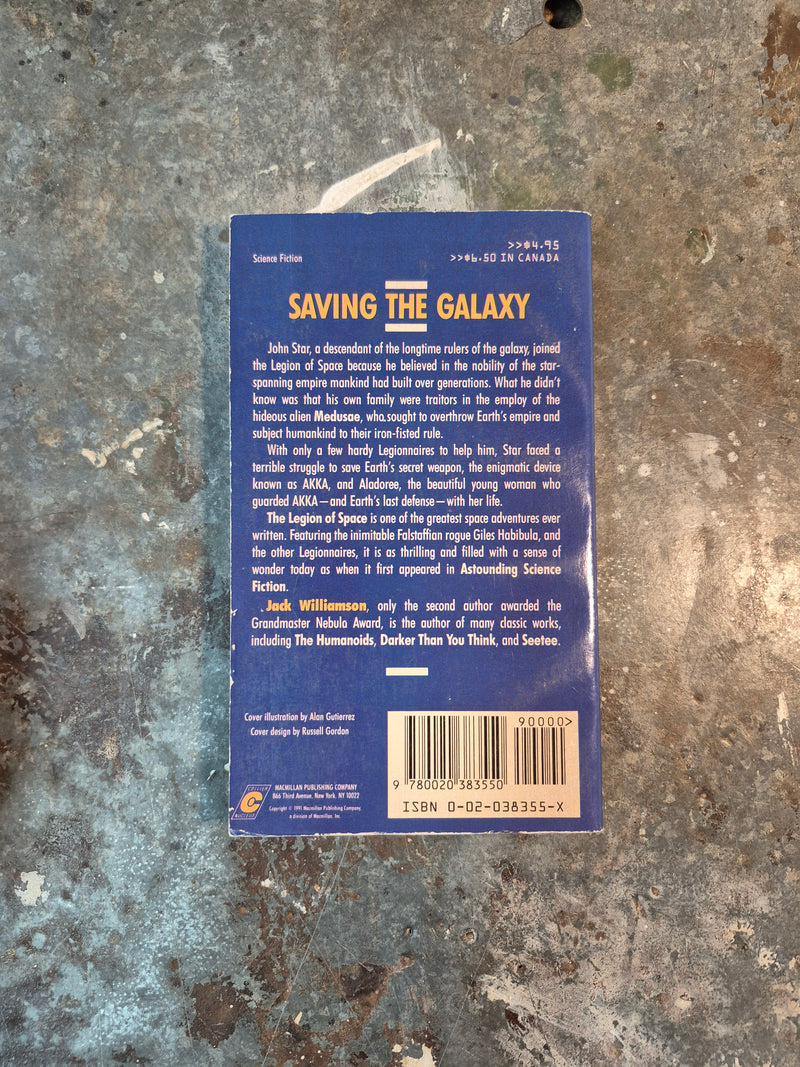 >>$4.95
Science Fiction
>>$6.50 IN CANADA
SAVING THE GALAXY
John Star, a descendant of the longtime rulers of the galaxy, joined
the Legion of Space because he believed in the nobility of the star-
spanning empire mankind had built over generations. What he didn't
know was that his own family were traitors in the employ of the
hideous alien Medusae, who sought to overthrow Earth's empire and
subject humankind to their iron-fisted rule.
With only a few hardy Legionnaires to help him, Star faced a
terrible struggle to save Earth's secret weapon, the enigmatic device
known as AKKA, and Aladoree, the beautiful young woman who
guarded AKKA—and Earth's last defense—with her life.
The Legion of Space is one of the greatest space adventures ever
written. Featuring the inimitable Falstaffian rogue Giles Habibula, and
the other Legionnaires, it is as thrilling and filled with a sense of
wonder today as when it first appeared in Astounding Science
Fiction.
Jack Williamson, only the second author awarded the
Grandmaster Nebula Award, is the author of many classic works,
including The Humanoids, Darker Than You Think, and Seetee.
Cover illustration by Alan Gutierrez
Cover design by Russell Gordon
90000>
9 780020 383550
ISBN 0-02-038355-X
COLLIER
C
NUCLEUS
MACMILLAN PUBLISHING COMPANY
866 Third Avenue, New York, NY 10022
Copyright © 1991 Macmillan Publishing Company,
a division of Macmillan, Inc.